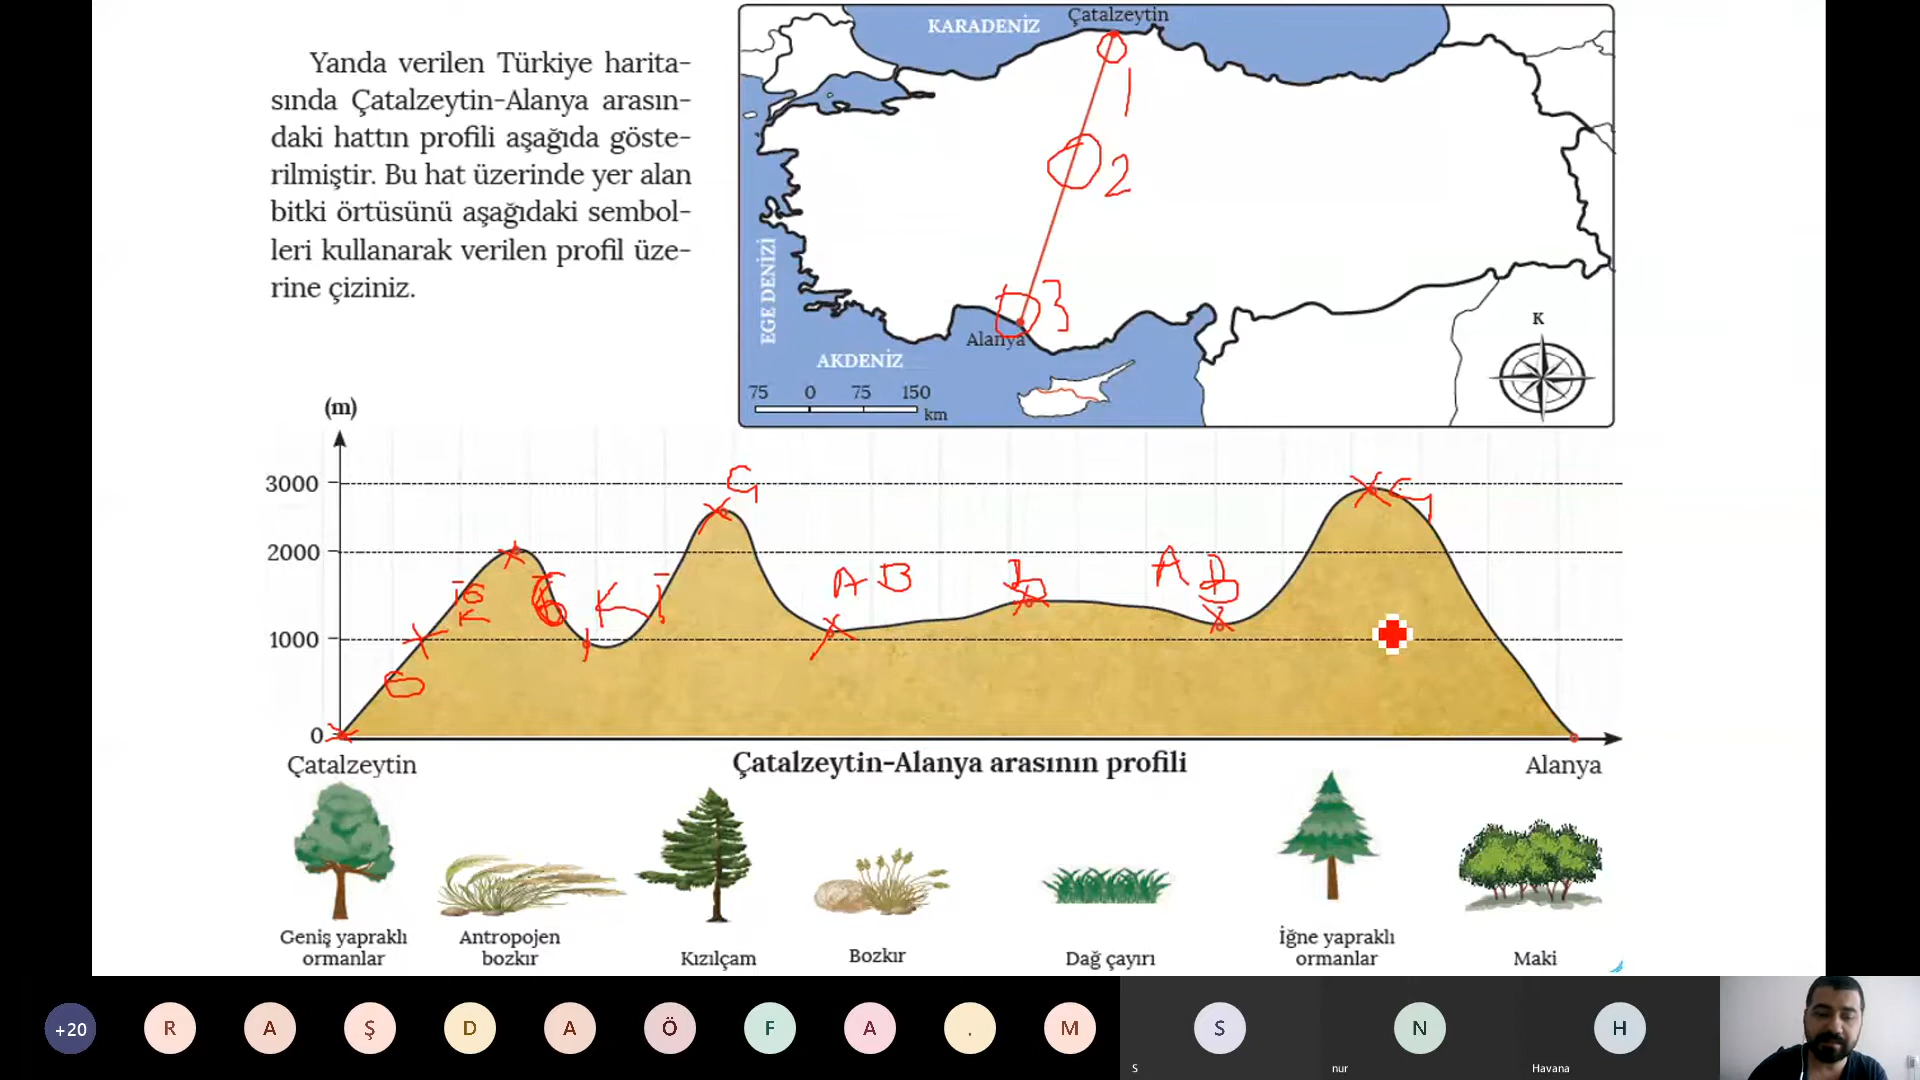 Yanda verilen Türkiye harita-
sında Çatalzeytin-Alanya arasın-
daki hattın profili aşağıda göste-
rilmiştir. Bu hat üzerinde yer alan
bitki örtüsünü aşağıdaki sembol-
leri kullanarak verilen profil üze-
rine çiziniz.
KARADENİZ
Çatalzeytin
1
2
3
EGE DENİZİ
Alanya
AKDENİZ
K
75 0 75 150
km
(m)
3000
2000
1000
0
G
G
A B
A
K
Çatalzeytin
Çatalzeytin-Alanya arasının profili
Alanya
Geniş yapraklı
ormanlar
Antropojen
bozkır
Kızılçam
Bozkır
Dağ çayırı
İğne yapraklı
ormanlar
Maki
+20
R
A
Ş
D
A
Ö
F
A
.
M
S
N
H
S
nur
Havana